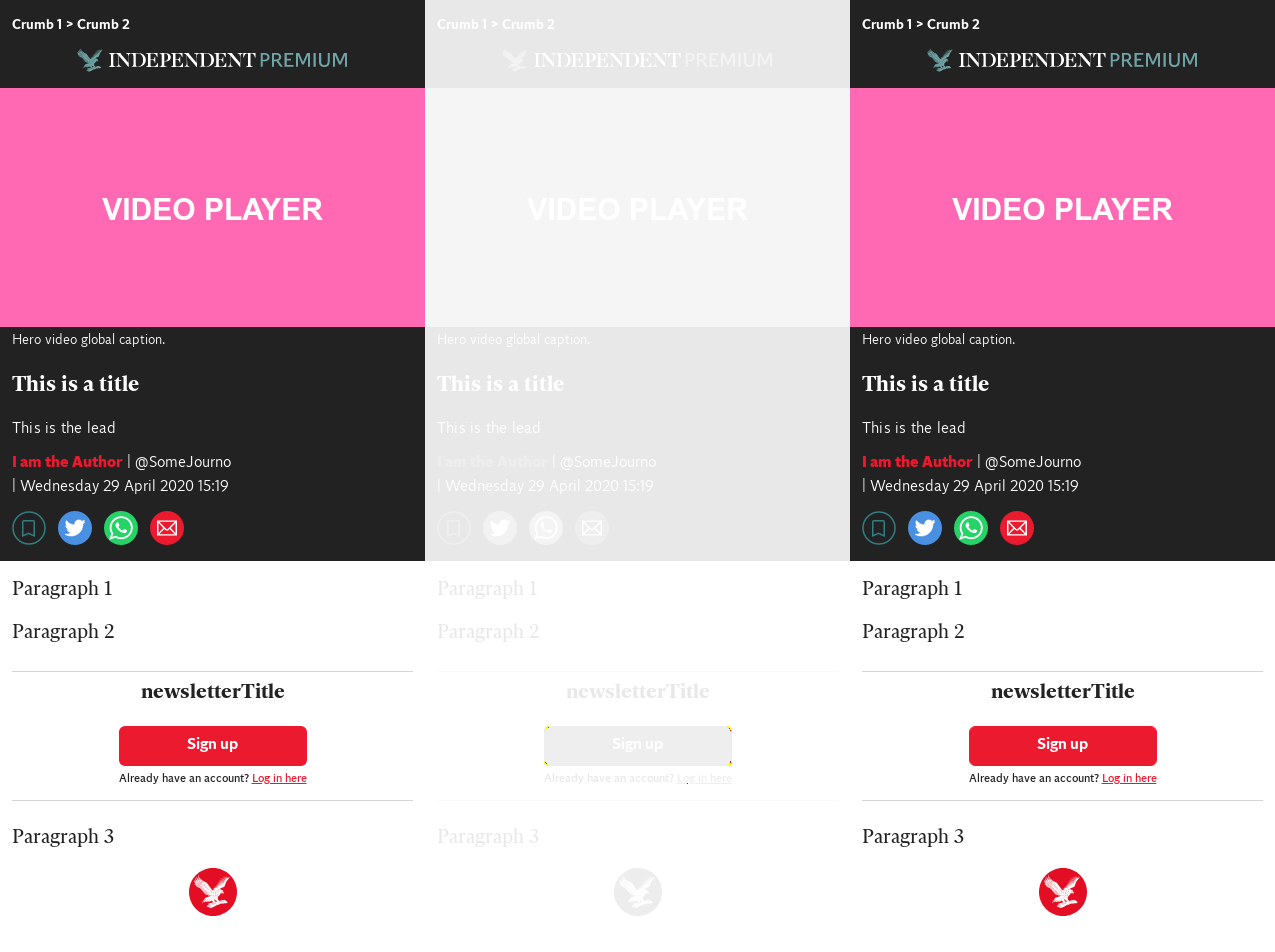 Crumb 1 > Crumb 2
INDEPENDENT PREMIUM
VIDEO PLAYER
Hero video global caption.
This is a title
This is the lead
I am the Author | @SomeJourno
| Wednesday 29 April 2020 15:19
Paragraph 1
Paragraph 2
newsletterTitle
Sign up
Already have an account? Log in here
Paragraph 3
Crumb 1 > Crumb 2
INDEPENDENT PREMIUM
VIDEO PLAYER
Hero video global caption.
This is a title
This is the lead
I am the Author | @SomeJourno
| Wednesday 29 April 2020 15:19
Paragraph 1
Paragraph 2
newsletterTitle
Sign up
Already have an account? Log in here
Paragraph 3
Crumb 1 > Crumb 2
INDEPENDENT PREMIUM
VIDEO PLAYER
Hero video global caption.
This is a title
This is the lead
I am the Author | @SomeJourno
| Wednesday 29 April 2020 15:19
Paragraph 1
Paragraph 2
newsletterTitle
Sign up
Already have an account? Log in here
Paragraph 3